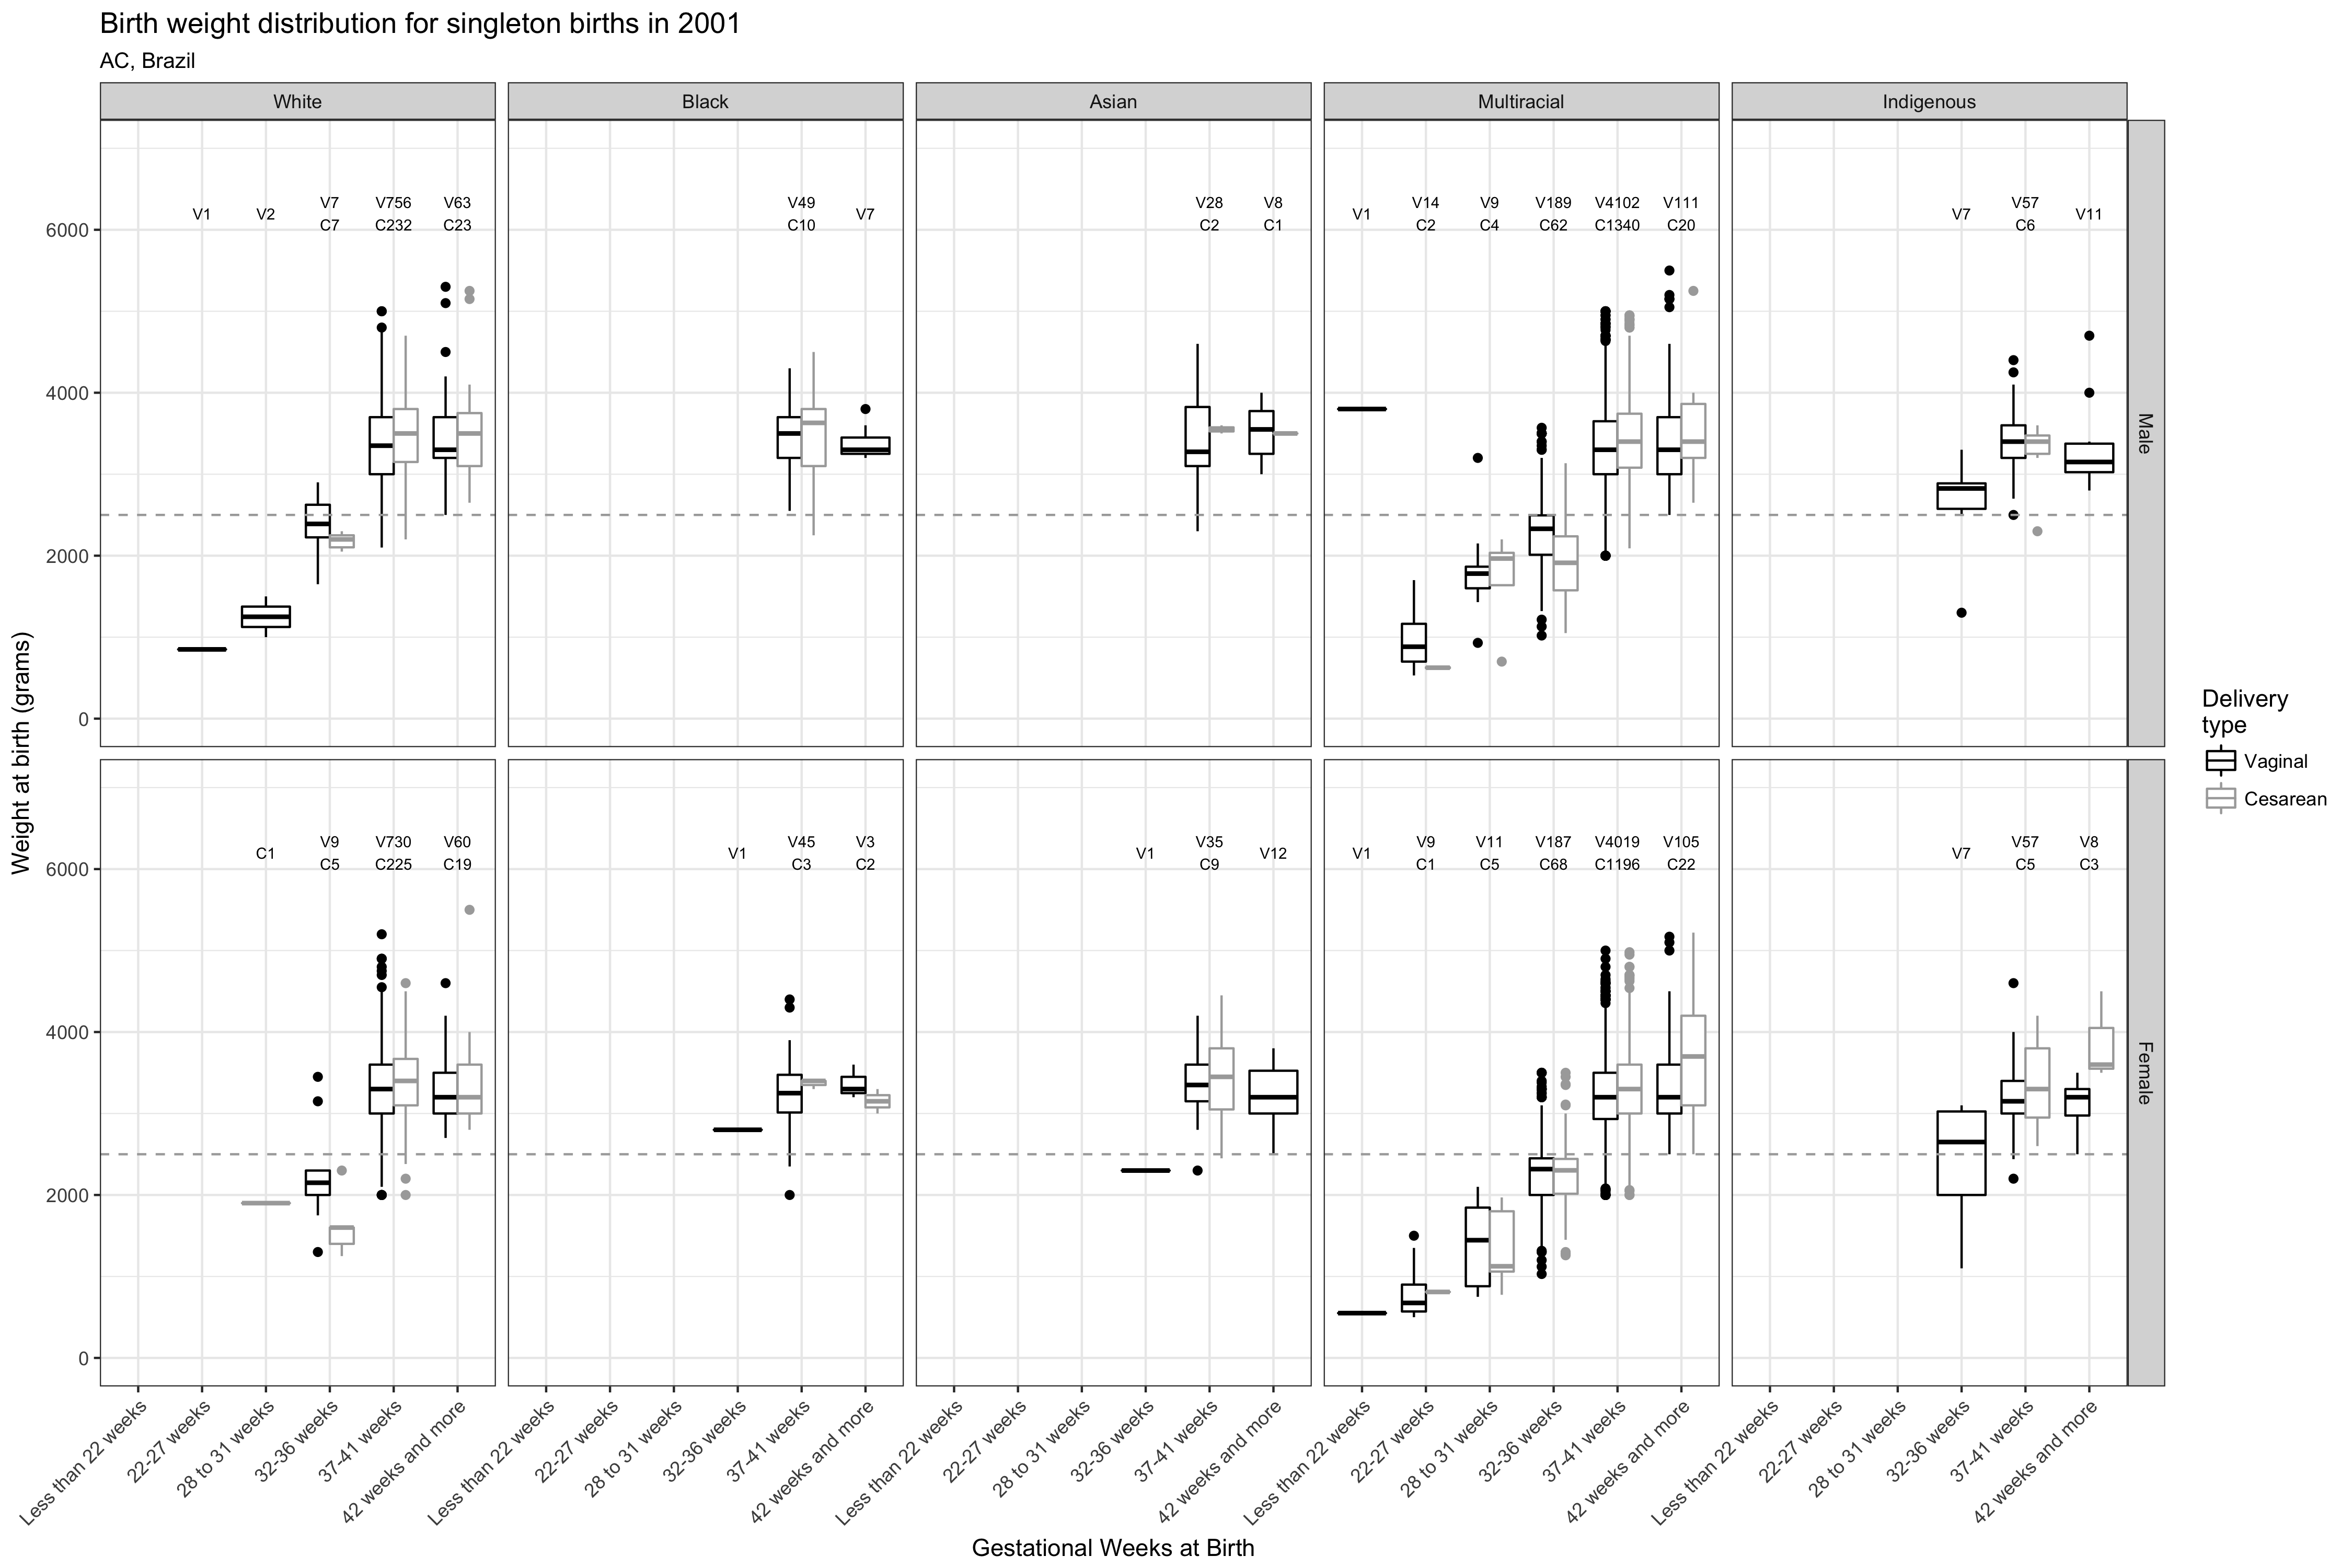 Birth weight distribution for singleton births in 2001
AC, Brazil
White
Black
Asian
Multiracial
Indigenous
Weight at birth (grams)
6000
4000
2000
0
V1
V2
V7
C7
V756
C232
V63
C23
V49
C10
V7
V28
C2
V8
C1
V1
V14
C2
V9
C4
V189
C62
V4102
C1340
V111
C20
V7
V57
C6
V11
Male
6000
4000
2000
0
C1
V9
C5
V730
C225
V60
C19
V1
V45
C3
V3
C2
V1
V35
C9
V12
V1
V9
C1
V11
C5
V187
C68
V4019
C1196
V105
C22
V7
V57
C5
V8
C3
Female
Less than 22 weeks
22-27 weeks
28 to 31 weeks
32-36 weeks
37-41 weeks
42 weeks and more
Less than 22 weeks
22-27 weeks
28 to 31 weeks
32-36 weeks
37-41 weeks
42 weeks and more
Less than 22 weeks
22-27 weeks
28 to 31 weeks
32-36 weeks
37-41 weeks
42 weeks and more
Less than 22 weeks
22-27 weeks
28 to 31 weeks
32-36 weeks
37-41 weeks
42 weeks and more
Less than 22 weeks
22-27 weeks
28 to 31 weeks
32-36 weeks
37-41 weeks
42 weeks and more
Gestational Weeks at Birth
Delivery
type
Vaginal
Cesarean